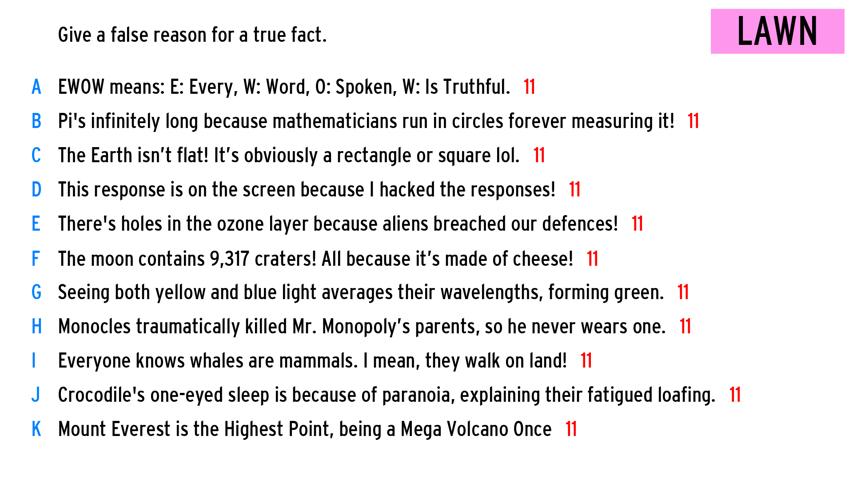 Give a false reason for a true fact.
LAWN
A EWOW means: E: Every, W: Word, O: Spoken, W: Is Truthful. 11
B Pi's infinitely long because mathematicians run in circles forever measuring it! 11
C The Earth isn’t flat! It’s obviously a rectangle or square lol. 11
D This response is on the screen because I hacked the responses! 11
E There's holes in the ozone layer because aliens breached our defences! 11
F The moon contains 9,317 craters! All because it’s made of cheese! 11
G Seeing both yellow and blue light averages their wavelengths, forming green. 11
H Monocles traumatically killed Mr. Monopoly’s parents, so he never wears one. 11
I Everyone knows whales are mammals. I mean, they walk on land! 11
J Crocodile's one-eyed sleep is because of paranoia, explaining their fatigued loafing. 11
K Mount Everest is the Highest Point, being a Mega Volcano Once 11